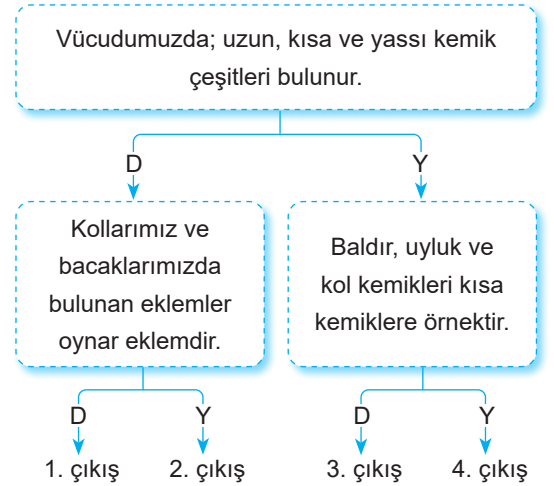 Vücudumuzda; uzun, kısa ve yassı kemik
çeşitleri bulunur.
D
Y
Kollarımız ve
bacaklarımızda
bulunan eklemler
oynar eklemdir.
Baldır, uyluk ve
kol kemikleri kısa
kemiklere örnektir.
D
Y
D
Y
1. çıkış
2. çıkış
3. çıkış
4. çıkış